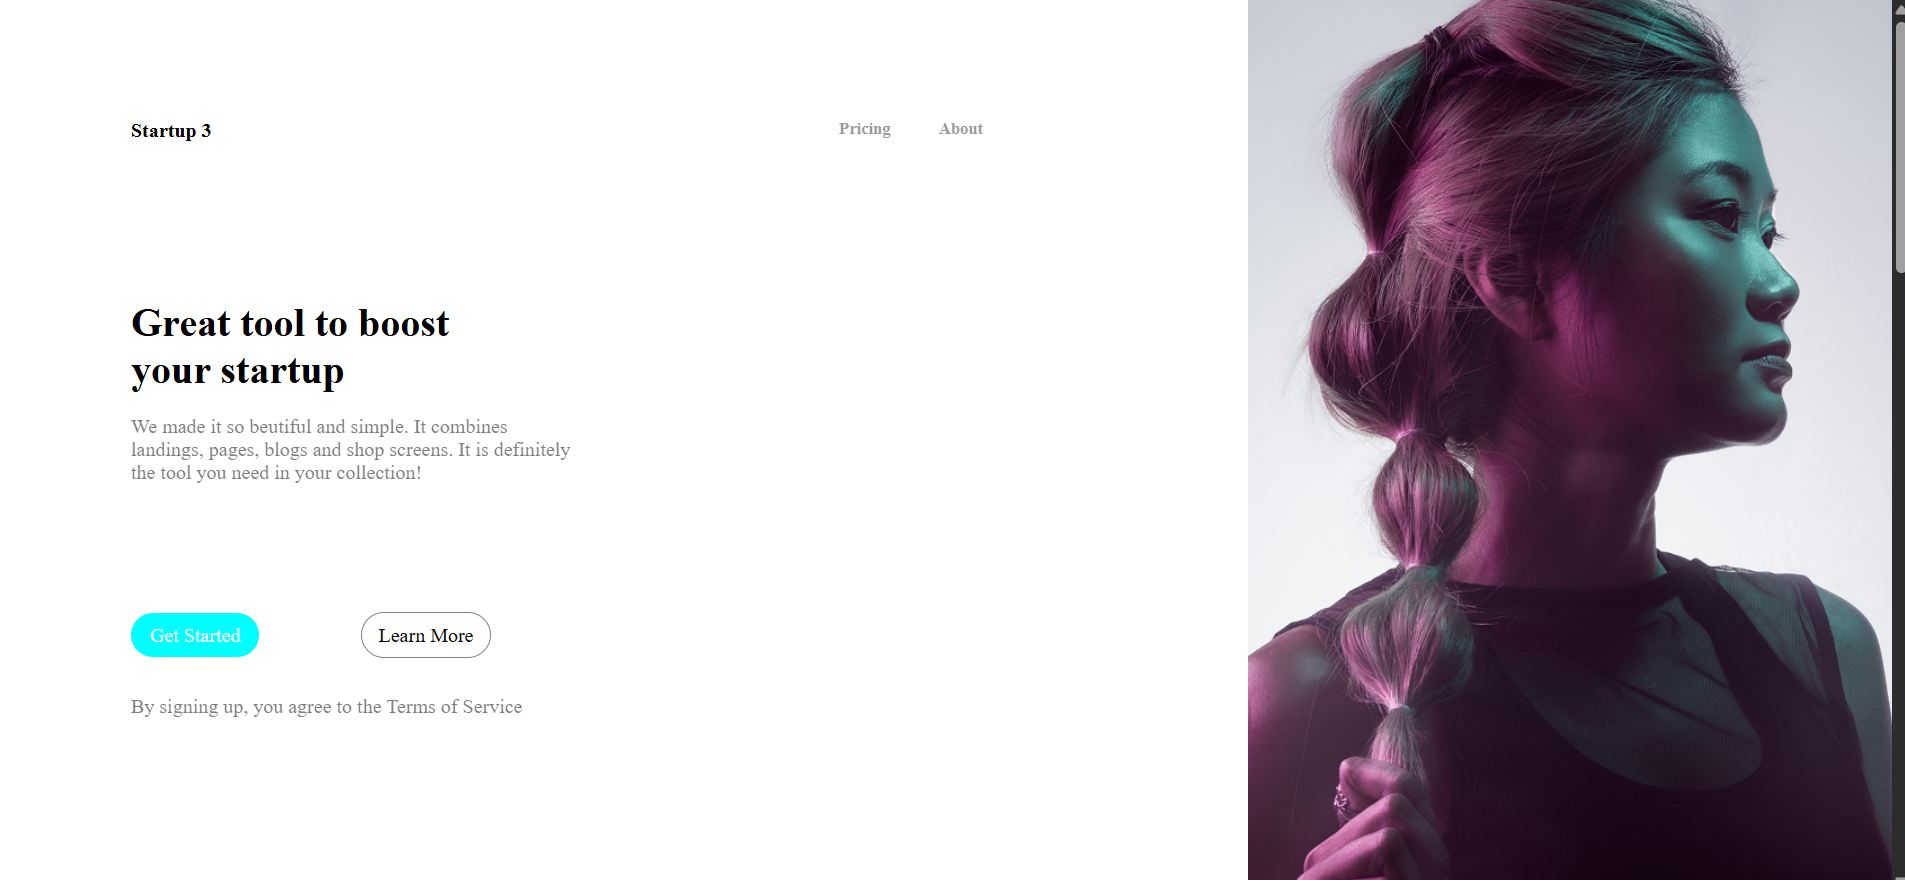 Startup 3
Pricing
About
Great tool to boost
your startup
We made it so beutiful and simple. It combines
landings, pages, blogs and shop screens. It is definitely
the tool you need in your collection!
Get Started
Learn More
By signing up, you agree to the Terms of Service